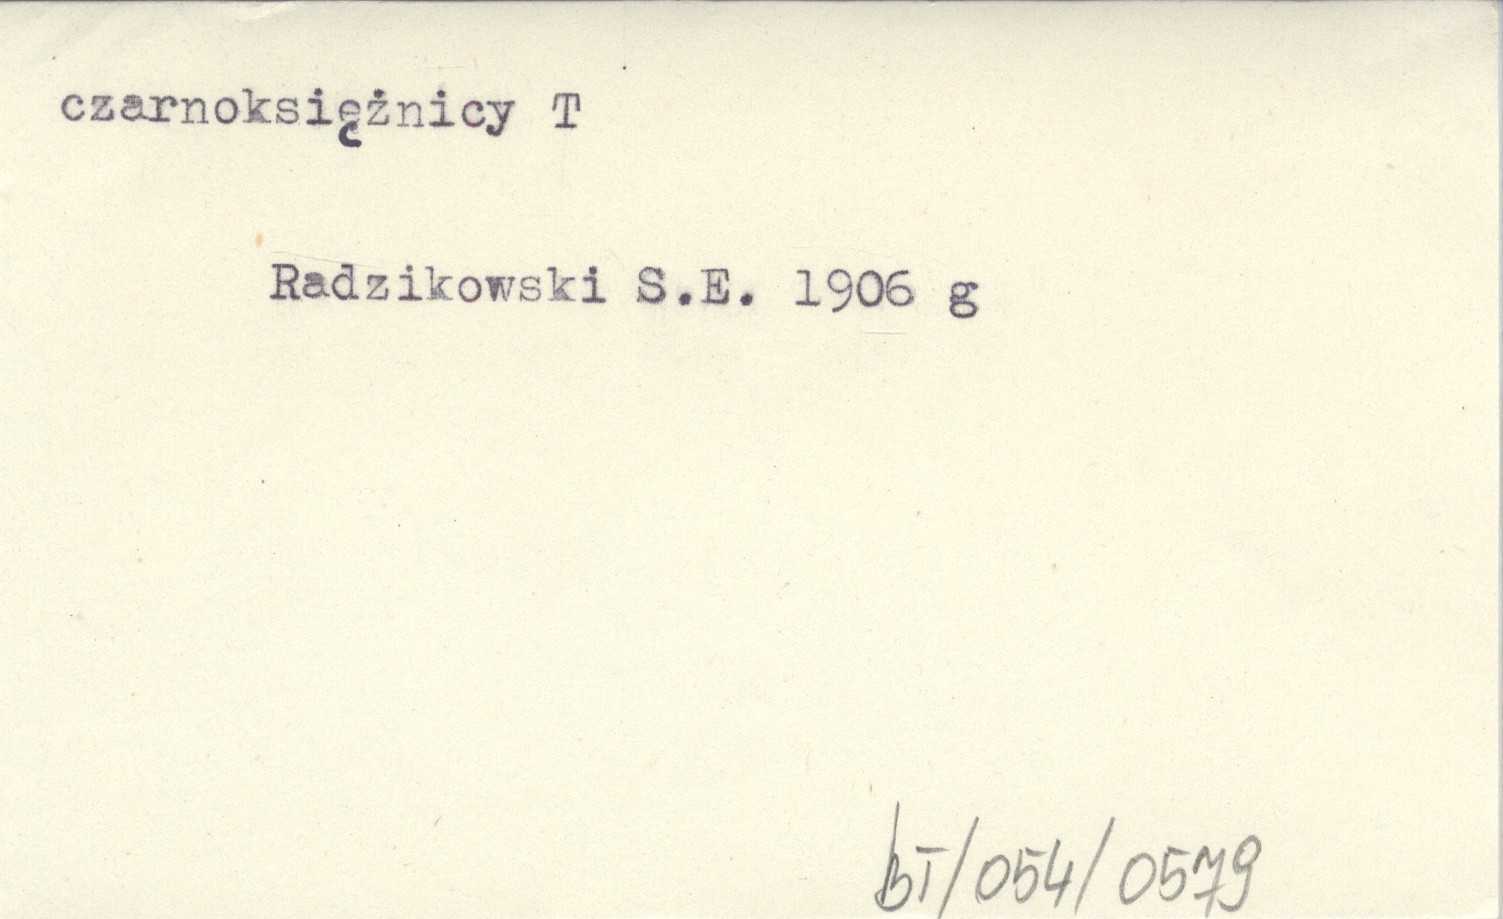 czarnoksiężnicy T
Radzikowski S.E. 1906 g
BT/054/0579